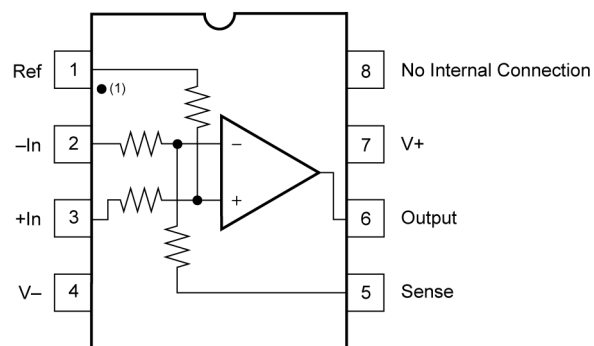 Ref 1 8 No Internal Connection
(1)
–In 2 – 7 V+
+In 3 + 6 Output
V– 4 5 Sense